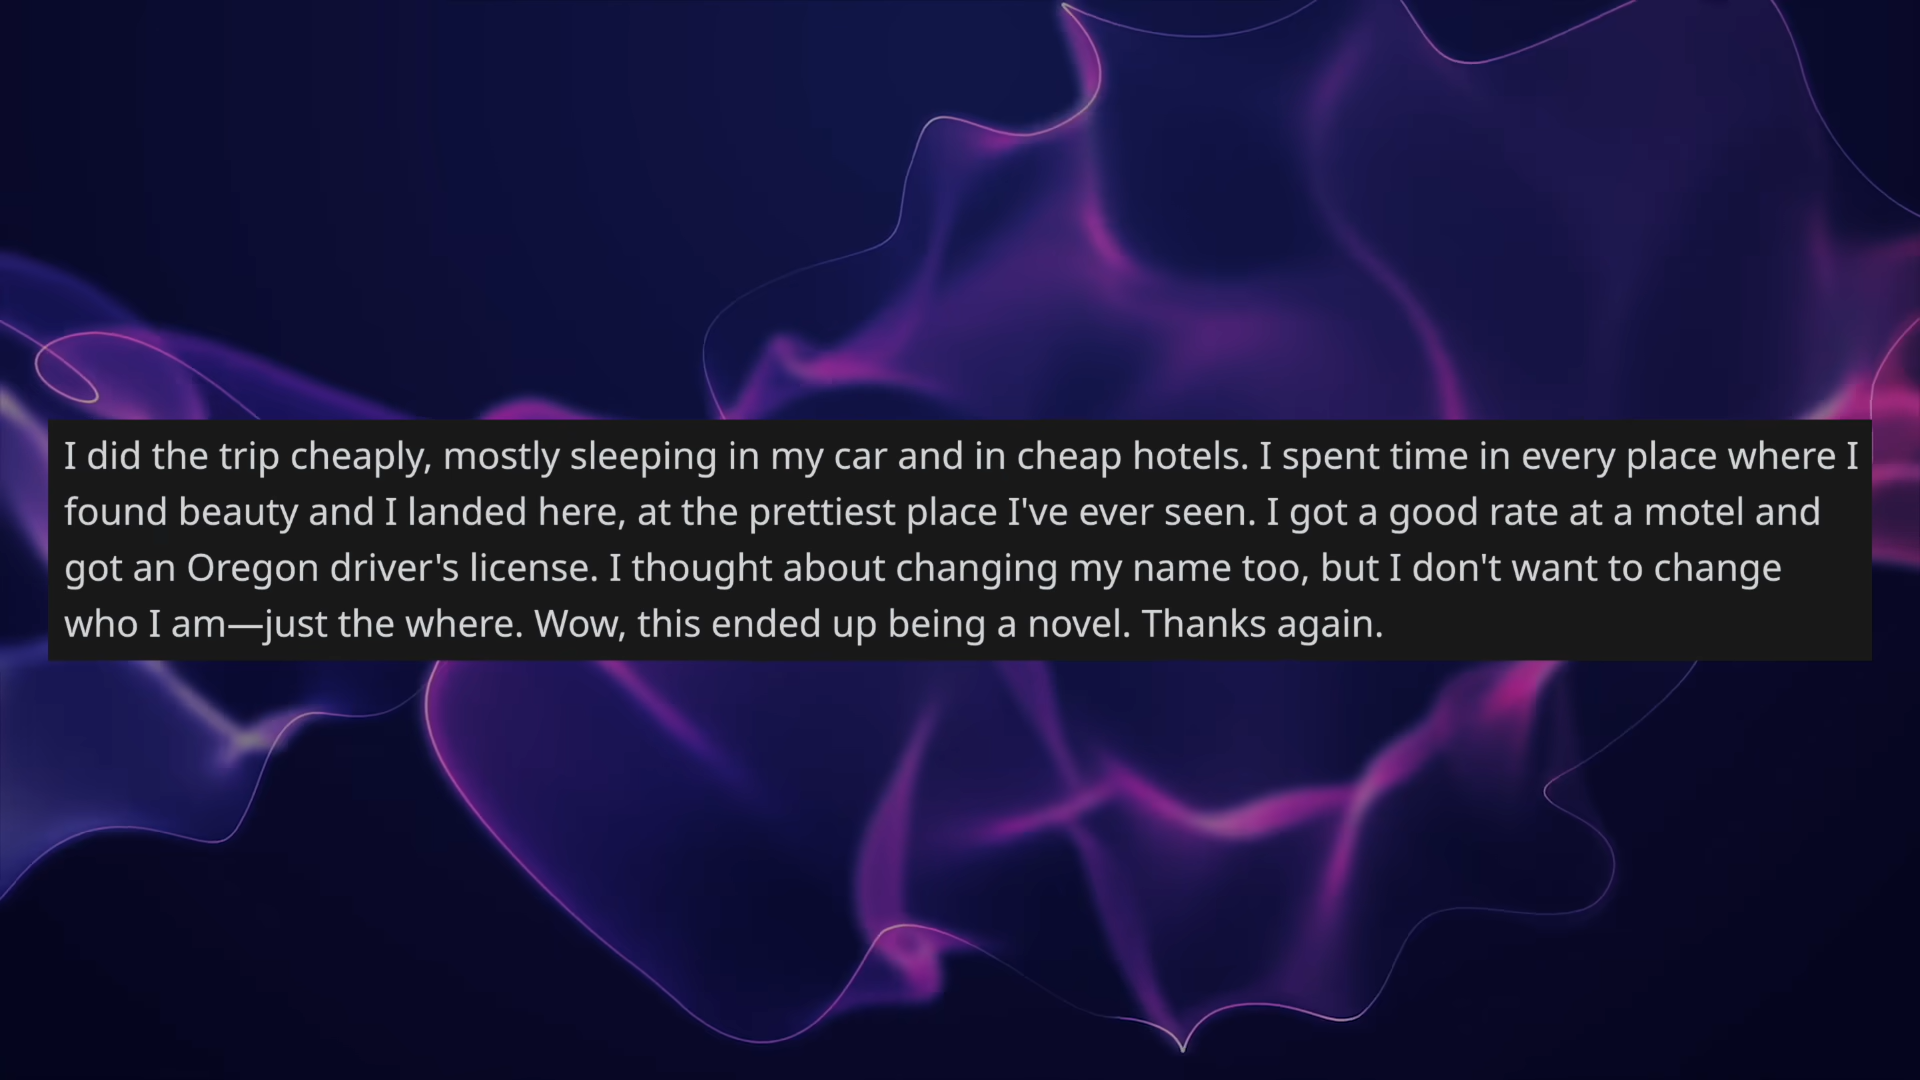 I did the trip cheaply, mostly sleeping in my car and in cheap hotels. I spent time in every place where I
found beauty and I landed here, at the prettiest place I've ever seen. I got a good rate at a motel and
got an Oregon driver's license. I thought about changing my name too, but I don't want to change
who I am—just the where. Wow, this ended up being a novel. Thanks again.